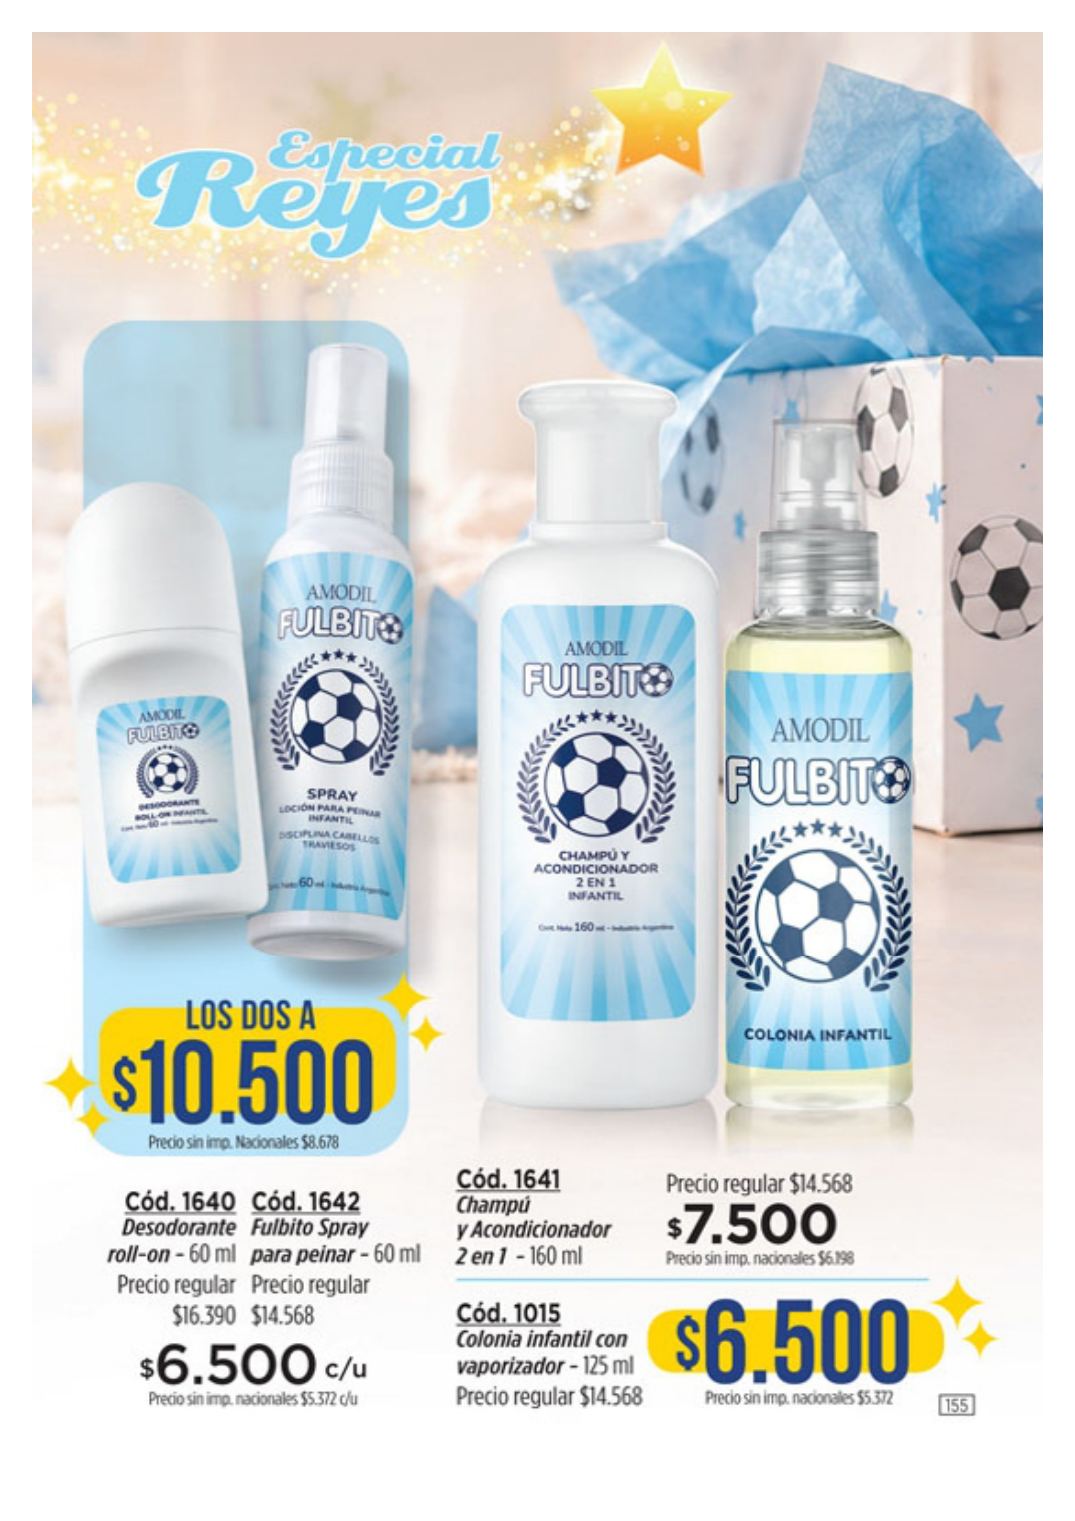 Especial
Reyes
AMODIL
FULBITO
DESODORANTE
ROLL-ON INFANTIL
Cont. Neto 60 ml - Industria Argentina
AMODIL
FULBITO
SPRAY
LOCIÓN PARA PEINAR
INFANTIL
DISCIPLINA CABELLOS
TRAVIESOS
Cont. Neto 60 ml - Industria Argentina
AMODIL
FULBITO
CHAMPÚ Y
ACONDICIONADOR
2 EN 1
INFANTIL
Cont. Neto 160 ml - Industria Argentina
AMODIL
FULBITO
COLONIA INFANTIL
LOS DOS A
$10.500
Precio sin imp. Nacionales $8.678
Cód. 1640
Desodorante
roll-on - 60 ml
Precio regular
$16.390
Cód. 1642
Fulbito Spray
para peinar - 60 ml
Precio regular
$14.568
$6.500 c/u
Precio sin imp. nacionales $5.372 c/u
Cód. 1641
Champú
y Acondicionador
2 en 1 - 160 ml
Precio regular $14.568
$7.500
Precio sin imp. nacionales $6.198
Cód. 1015
Colonia infantil con
vaporizador - 125 ml
Precio regular $14.568
$6.500
Precio sin imp. nacionales $5.372
155